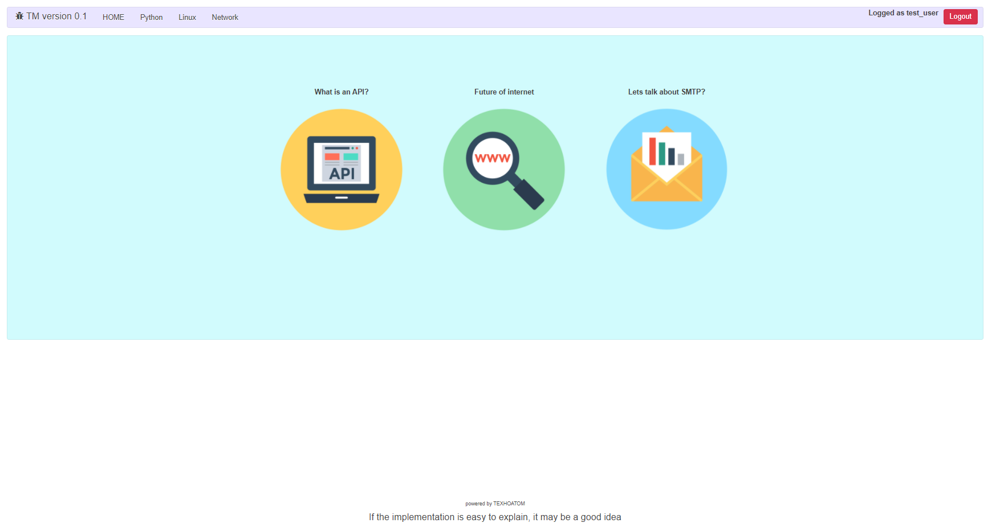 TM version 0.1 HOME Python Linux Network Logged as test_user Logout
What is an API? Future of internet Lets talk about SMTP?
API
WWW
powered by TEXHOATOM
If the implementation is easy to explain, it may be a good idea